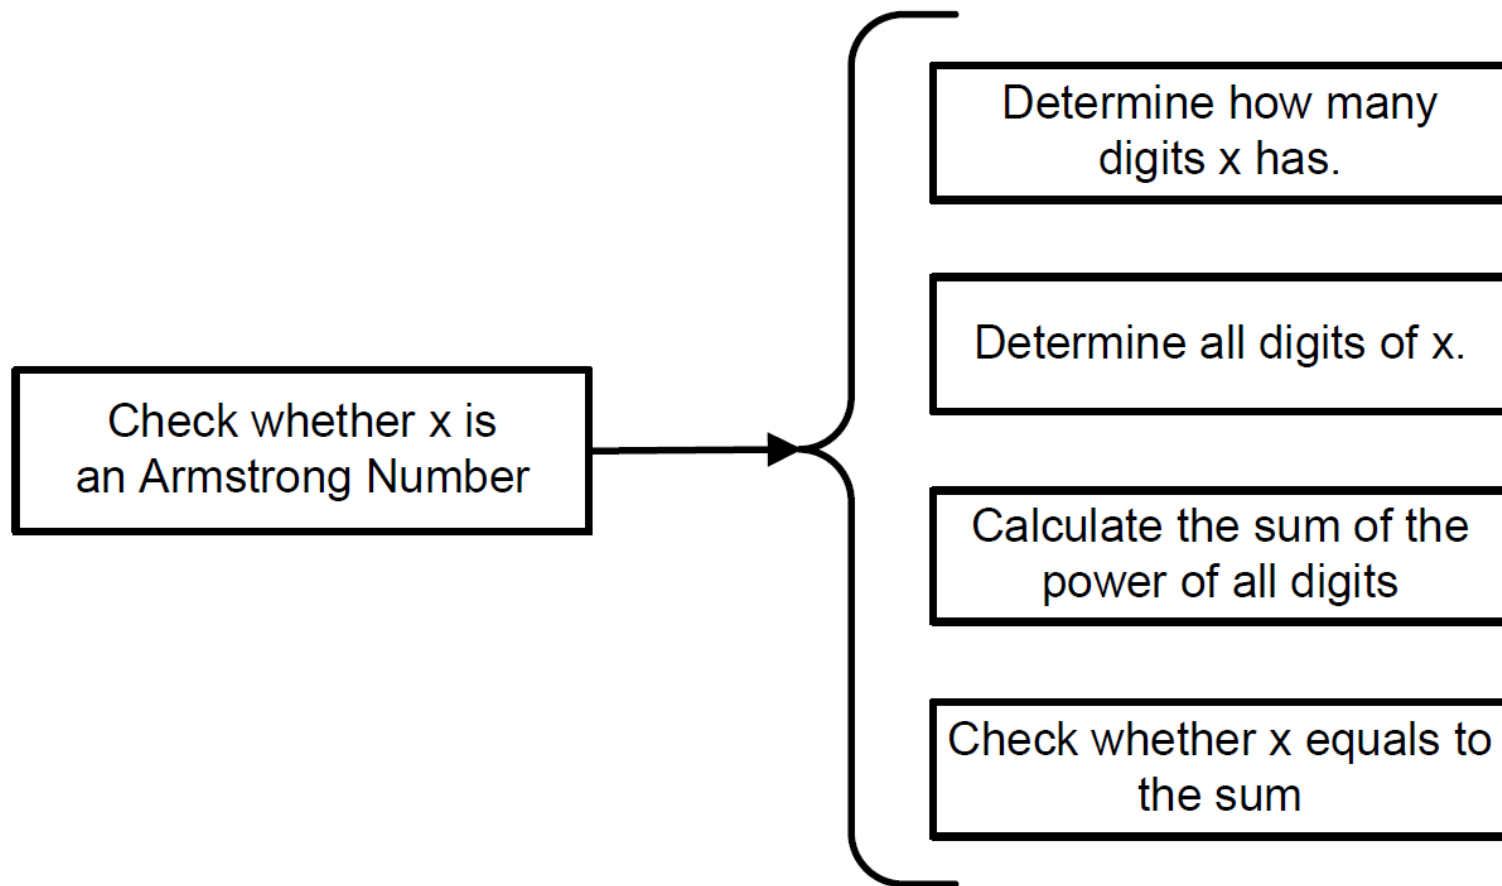 Determine how many
digits x has.
Determine all digits of x.
Check whether x is
an Armstrong Number
Calculate the sum of the
power of all digits
Check whether x equals to
the sum